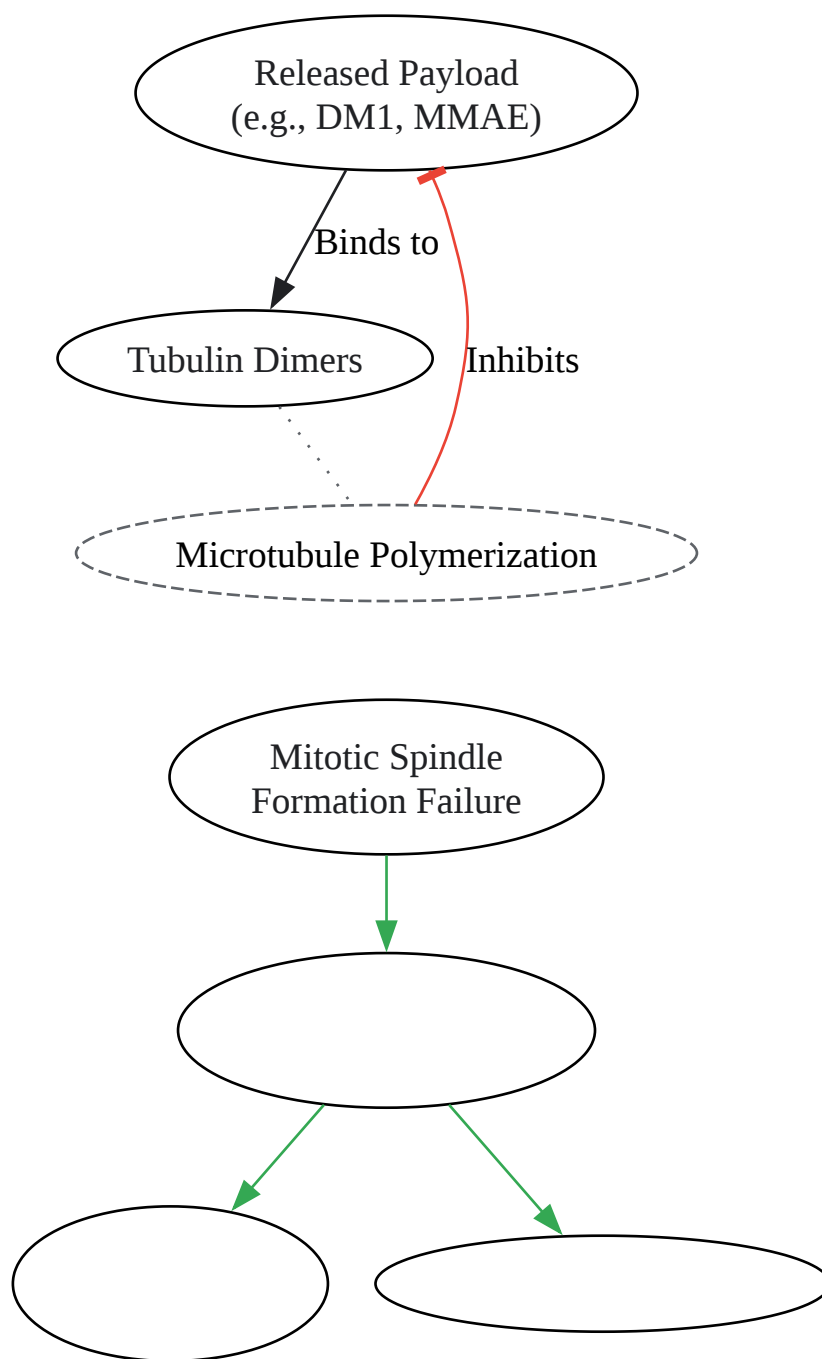 Released Payload
(e.g., DM1, MMAE)
Binds to
Tubulin Dimers
Inhibits
Microtubule Polymerization
Mitotic Spindle
Formation Failure